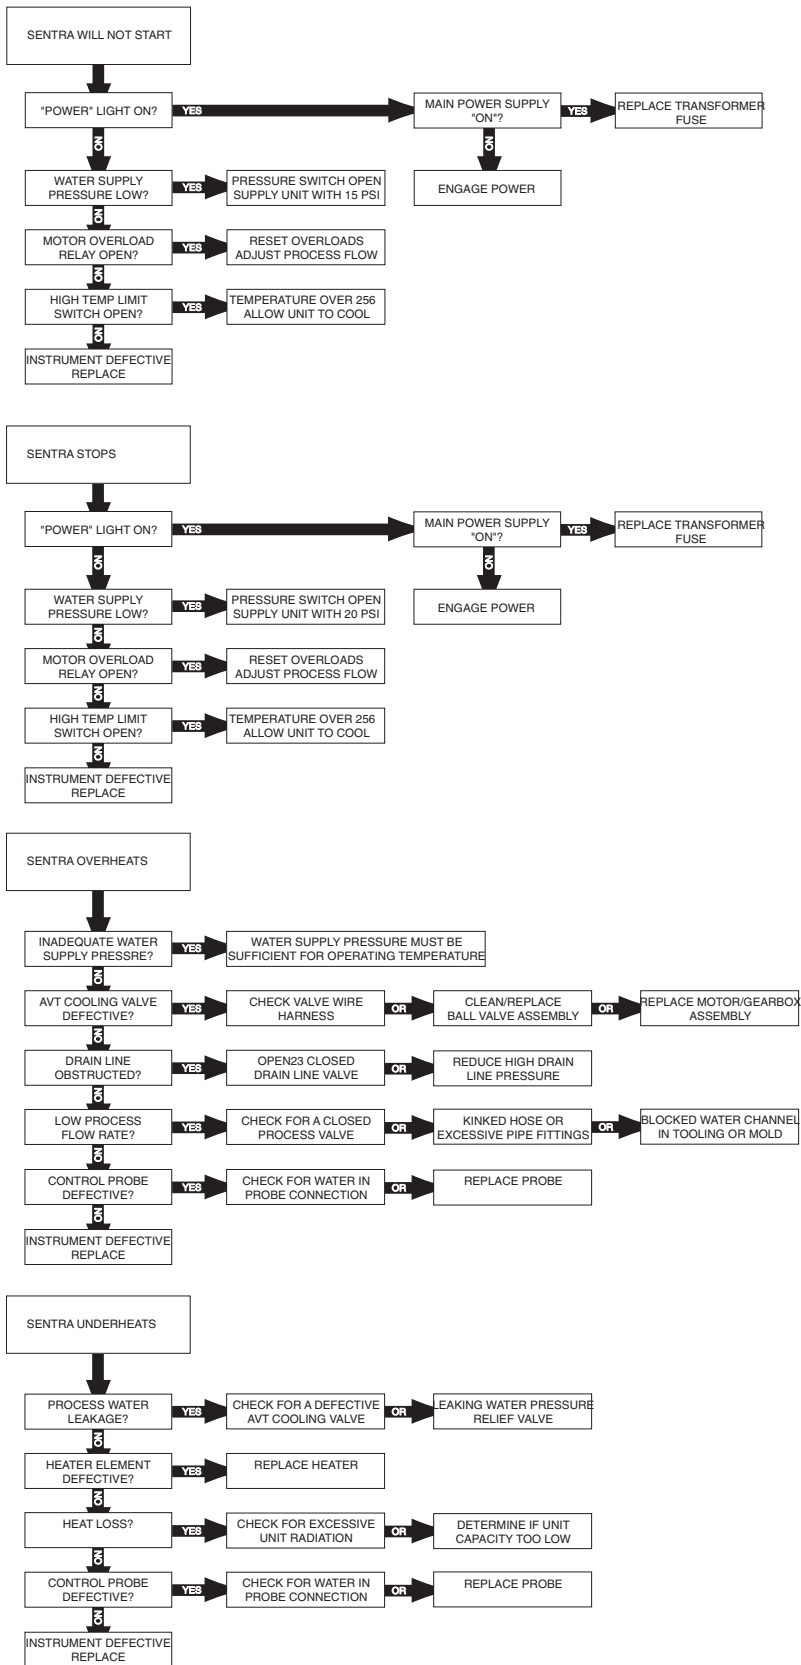 SENTRA WILL NOT START
"POWER" LIGHT ON?
YES
MAIN POWER SUPPLY
"ON"?
YES
REPLACE TRANSFORMER
FUSE
NO
NO
WATER SUPPLY
PRESSURE LOW?
YES
PRESSURE SWITCH OPEN
SUPPLY UNIT WITH 15 PSI
ENGAGE POWER
NO
MOTOR OVERLOAD
RELAY OPEN?
YES
RESET OVERLOADS
ADJUST PROCESS FLOW
NO
HIGH TEMP LIMIT
SWITCH OPEN?
YES
TEMPERATURE OVER 256
ALLOW UNIT TO COOL
NO
INSTRUMENT DEFECTIVE
REPLACE
SENTRA STOPS
"POWER" LIGHT ON?
YES
MAIN POWER SUPPLY
"ON"?
YES
REPLACE TRANSFORMER
FUSE
NO
NO
WATER SUPPLY
PRESSURE LOW?
YES
PRESSURE SWITCH OPEN
SUPPLY UNIT WITH 20 PSI
ENGAGE POWER
NO
MOTOR OVERLOAD
RELAY OPEN?
YES
RESET OVERLOADS
ADJUST PROCESS FLOW
NO
HIGH TEMP LIMIT
SWITCH OPEN?
YES
TEMPERATURE OVER 256
ALLOW UNIT TO COOL
NO
INSTRUMENT DEFECTIVE
REPLACE
SENTRA OVERHEATS
INADEQUATE WATER
SUPPLY PRESSRE?
YES
WATER SUPPLY PRESSURE MUST BE
SUFFICIENT FOR OPERATING TEMPERATURE
NO
AVT COOLING VALVE
DEFECTIVE?
YES
CHECK VALVE WIRE
HARNESS
OR
CLEAN/REPLACE
BALL VALVE ASSEMBLY
OR
REPLACE MOTOR/GEARBOX
ASSEMBLY
NO
DRAIN LINE
OBSTRUCTED?
YES
OPEN23 CLOSED
DRAIN LINE VALVE
OR
REDUCE HIGH DRAIN
LINE PRESSURE
NO
LOW PROCESS
FLOW RATE?
YES
CHECK FOR A CLOSED
PROCESS VALVE
OR
KINKED HOSE OR
EXCESSIVE PIPE FITTINGS
OR
BLOCKED WATER CHANNEL
IN TOOLING OR MOLD
NO
CONTROL PROBE
DEFECTIVE?
YES
CHECK FOR WATER IN
PROBE CONNECTION
OR
REPLACE PROBE
NO
INSTRUMENT DEFECTIVE
REPLACE
SENTRA UNDERHEATS
PROCESS WATER
LEAKAGE?
YES
CHECK FOR A DEFECTIVE
AVT COOLING VALVE
OR
LEAKING WATER PRESSURE
RELIEF VALVE
NO
HEATER ELEMENT
DEFECTIVE?
YES
REPLACE HEATER
NO
HEAT LOSS?
YES
CHECK FOR EXCESSIVE
UNIT RADIATION
OR
DETERMINE IF UNIT
CAPACITY TOO LOW
NO
CONTROL PROBE
DEFECTIVE?
YES
CHECK FOR WATER IN
PROBE CONNECTION
OR
REPLACE PROBE
NO
INSTRUMENT DEFECTIVE
REPLACE